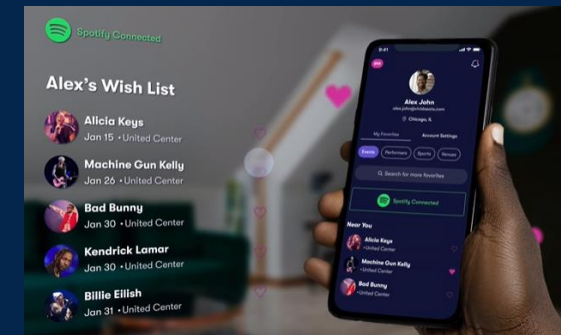 Spotify Connected
Alex's Wish List
Alicia Keys
Jan 15 • United Center
Machine Gun Kelly
Jan 26 • United Center
Bad Bunny
Jan 30 • United Center
Kendrick Lamar
Jan 30 • United Center
Billie Eilish
Jan 31 • United Center
9:41
Alex John
Chicago, IL
My Favorites
Account Settings
Events
Performers
Sports
Venues
Search for more favorites
Spotify Connected
Near You
Alicia Keys
•United Center
Machine Gun Kelly
•United Center
Bad Bunny
•United Center